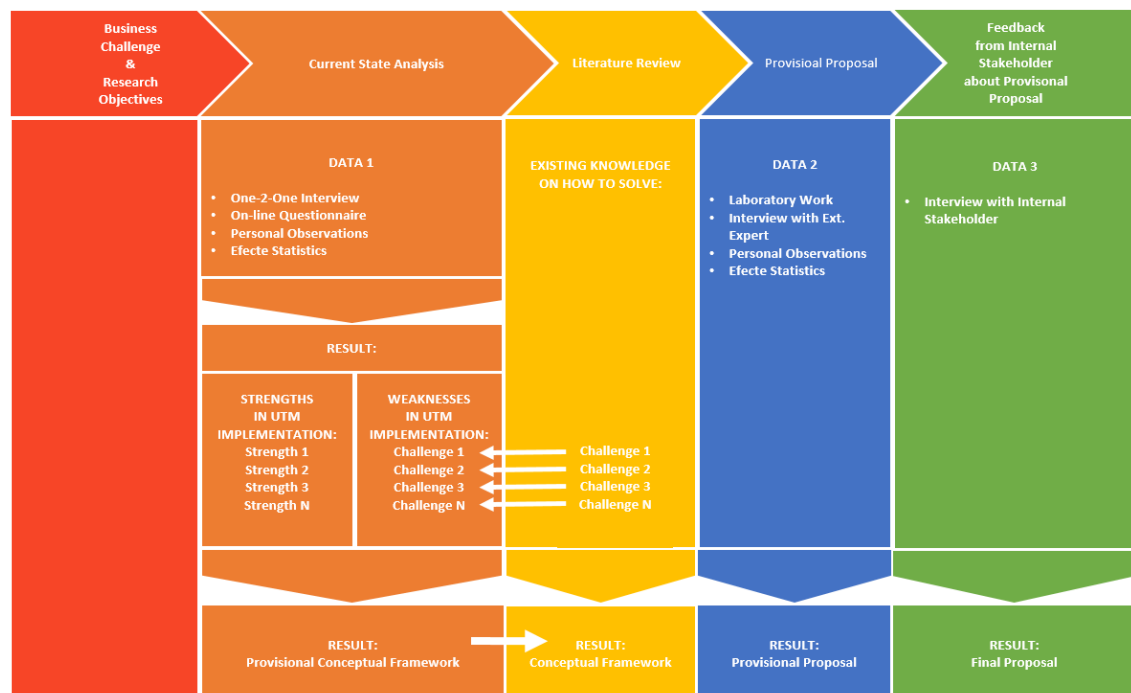 Business
Challenge
&
Research
Objectives
Current State Analysis
Literature Review
Provisioal Proposal
Feedback
from Internal
Stakeholder
about Provisonal
Proposal
DATA 1
• One-2-One Interview
• On-line Questionnaire
• Personal Observations
• Efecte Statistics
RESULT:
STRENGTHS
IN UTM
IMPLEMENTATION:
Strength 1
Strength 2
Strength 3
Strength N
WEAKNESSES
IN UTM
IMPLEMENTATION:
Challenge 1
Challenge 2
Challenge 3
Challenge N
EXISTING KNOWLEDGE
ON HOW TO SOLVE:
Challenge 1
Challenge 2
Challenge 3
Challenge N
DATA 2
• Laboratory Work
• Interview with Ext.
Expert
• Personal Observations
• Efecte Statistics
DATA 3
• Interview with Internal
Stakeholder
RESULT:
Provisional Conceptual Framework
RESULT:
Conceptual Framework
RESULT:
Provisional Proposal
RESULT:
Final Proposal